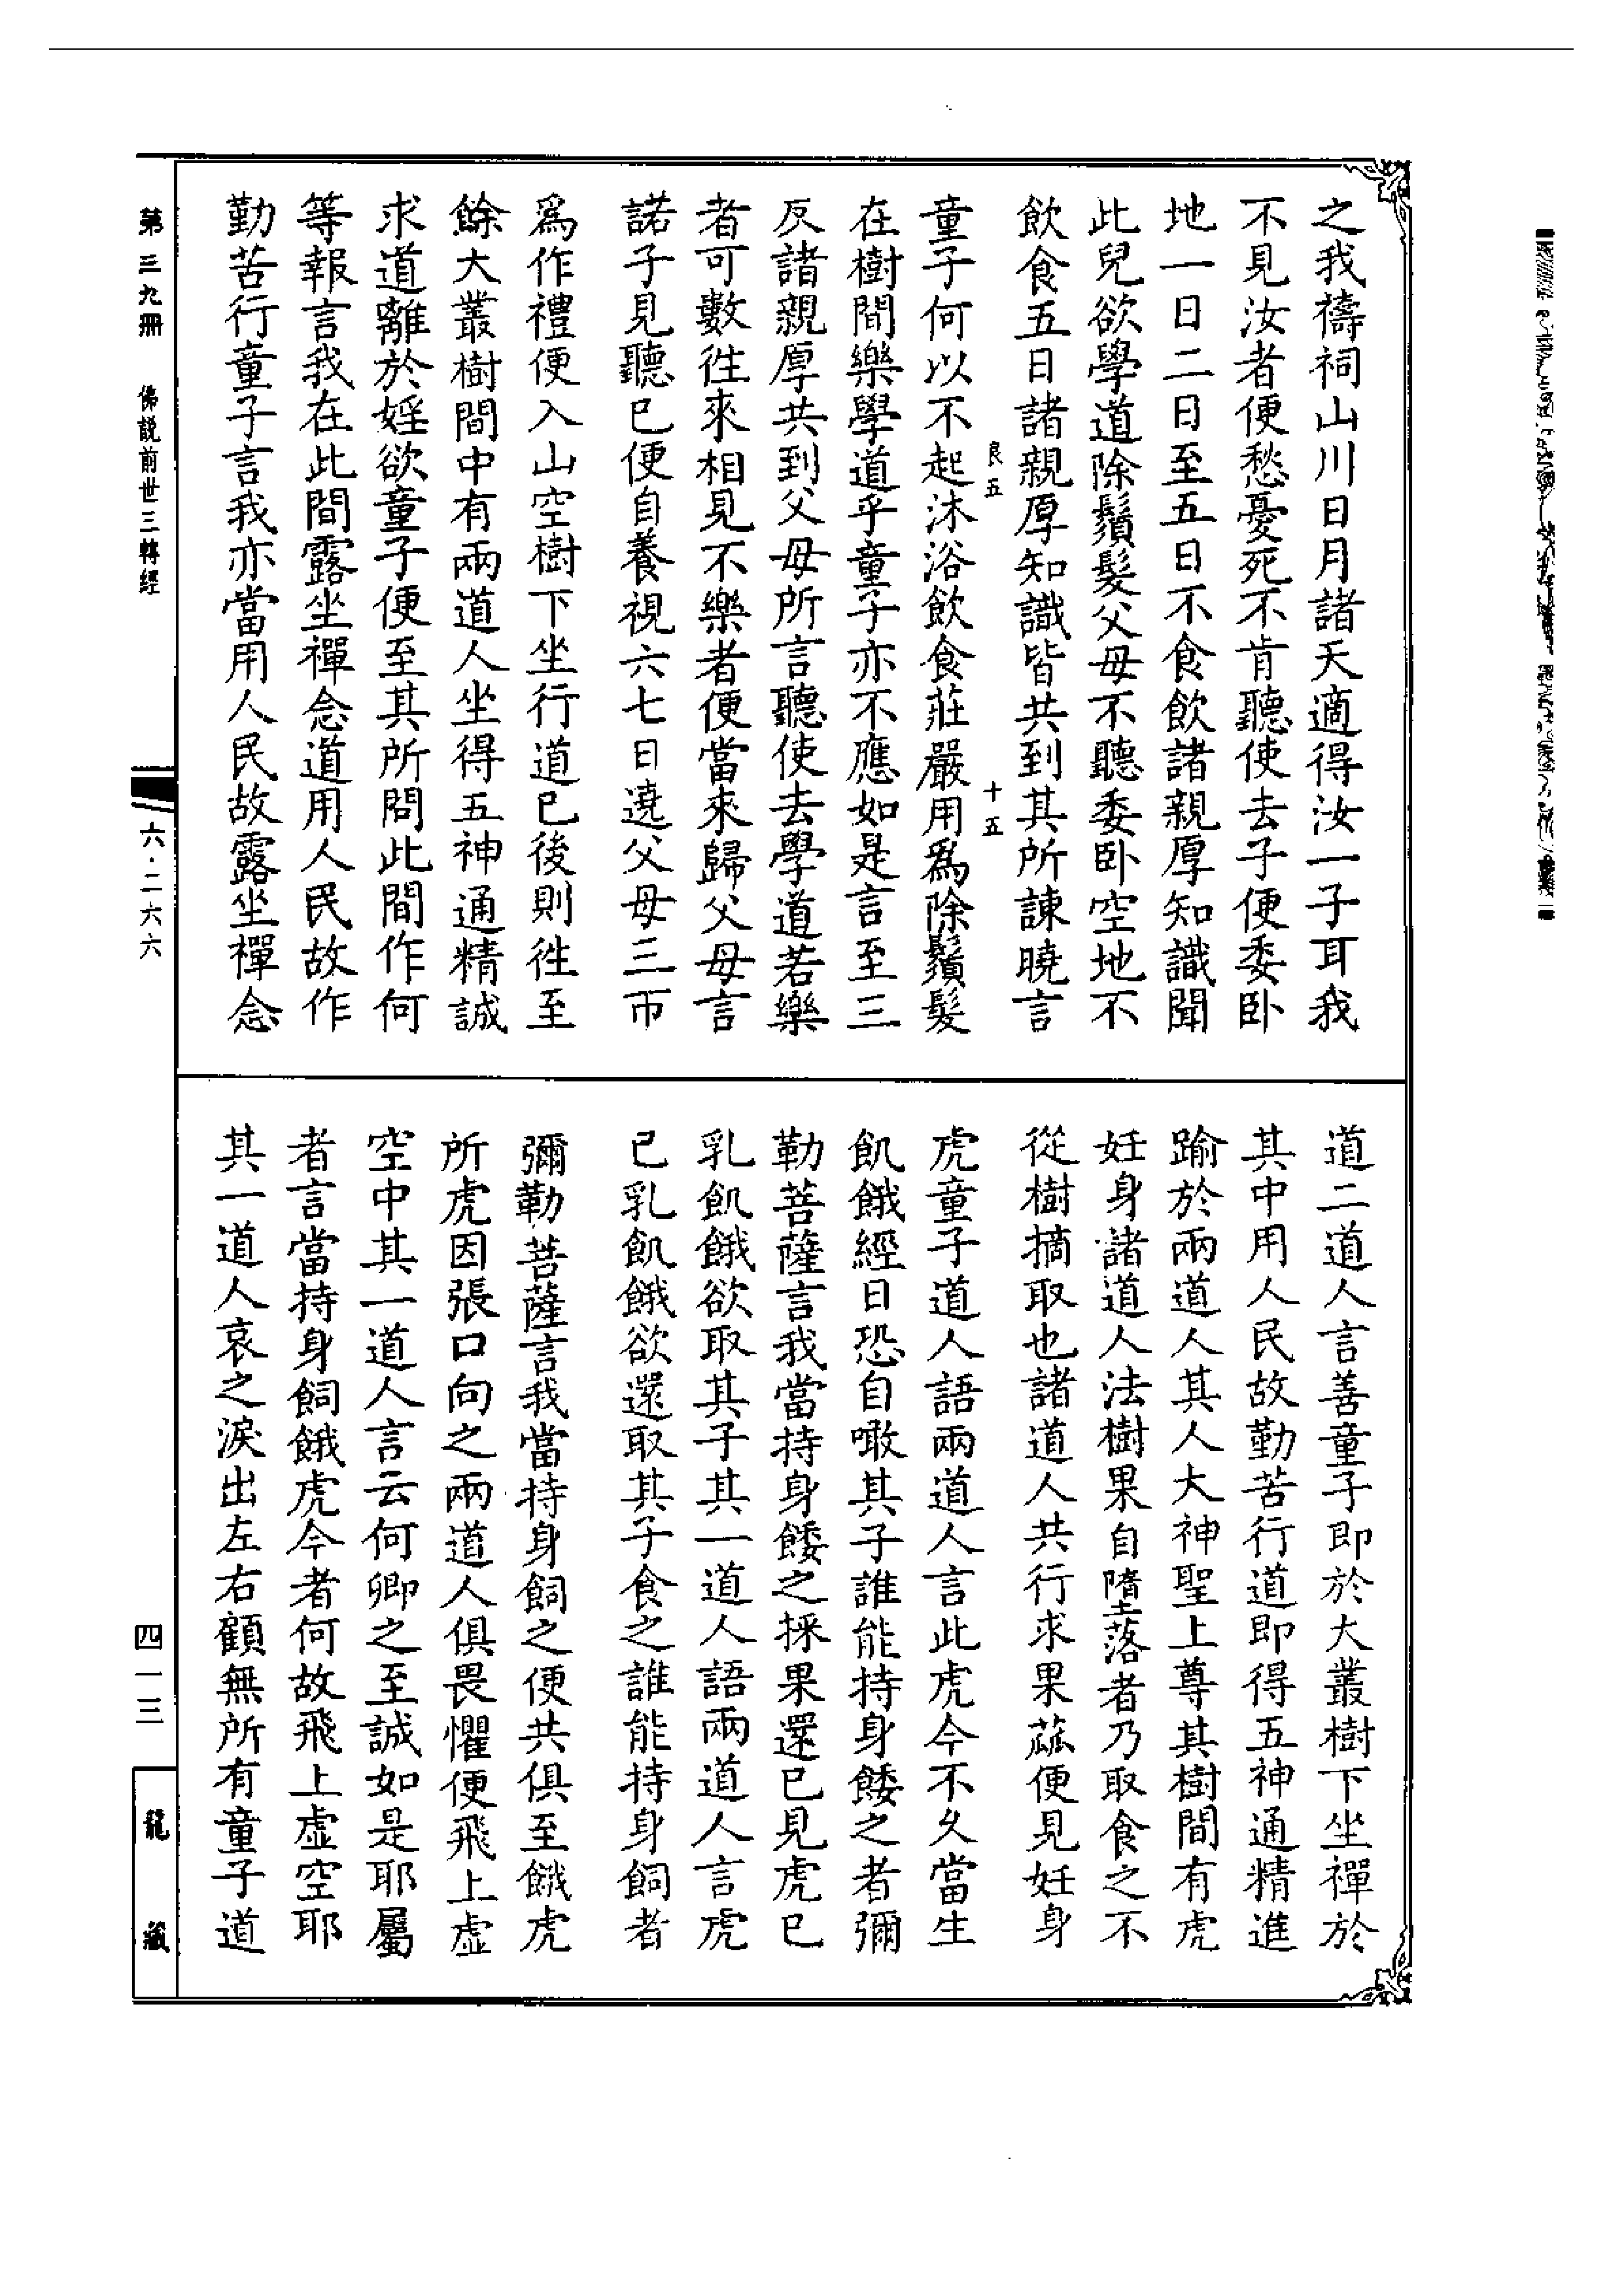 之我禱祠山川日月諸天適得汝一子耳我
不見汝者便愁憂死不肯聽使去子便委卧
地一日二日至五日不食飲諸親厚知識聞
此兒欲學道除鬚髮父母不聽委卧空地不
飲食五日諸親厚知識皆共到其所諫曉言
良五
十五
童子何以不起沐浴飲食莊嚴用爲除鬚髮
在樹間樂學道乎童子亦不應如是言至三
反諸親厚共到父母所言聽使去學道若樂
者可數徃來相見不樂者便當來歸父母言
諾子見聽已便自養視六七日遶父母三帀
爲作禮便入山空樹下坐行道已後則徃至
餘大叢樹間中有兩道人坐得五神通精誠
求道離於婬欲童子便至其所問此間作何
等報言我在此間露坐禪念道用人民故作
勤苦行童子言我亦當用人民故露坐禪念
道二道人言善童子即於大叢樹下坐禪於
其中用人民故勤苦行道即得五神通精進
踰於兩道人其人大神聖上尊其樹間有虎
妊身諸道人法樹果自墮落者乃取食之不
從樹摘取也諸道人共行求果蓏便見妊身
虎童子道人語兩道人言此虎今不久當生
飢餓經日恐自噉其子誰能持身餧之者彌
勒菩薩言我當持身餧之採果還已見虎已
乳飢餓欲取其子其一道人語兩道人言虎
已乳飢餓欲還取其子食之誰能持身飼者
彌勒菩薩言我當持身飼之便共俱至餓虎
所虎因張口向之兩道人俱畏懼便飛上虛
空中其一道人言云何卿之至誠如是耶屬
者言當持身飼餓虎今者何故飛上虛空耶
其一道人哀之淚出左右顧無所有童子道
第三九冊
佛説前世三轉經
六·二六六
四一三
龍藏